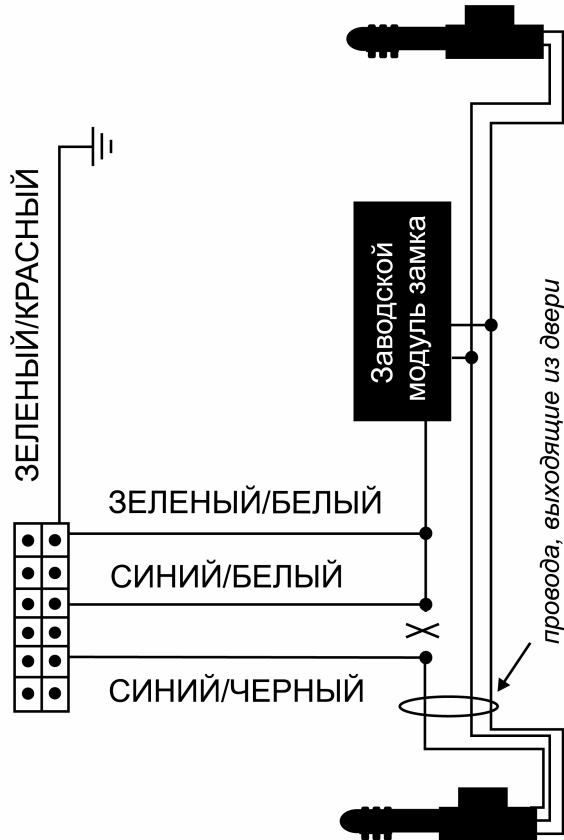 ЗЕЛЕНЫЙ/КРАСНЫЙ
Заводской
модуль замка
провода, выходящие из двери
ЗЕЛЕНЫЙ/БЕЛЫЙ
СИНИЙ/БЕЛЫЙ
СИНИЙ/ЧЕРНЫЙ